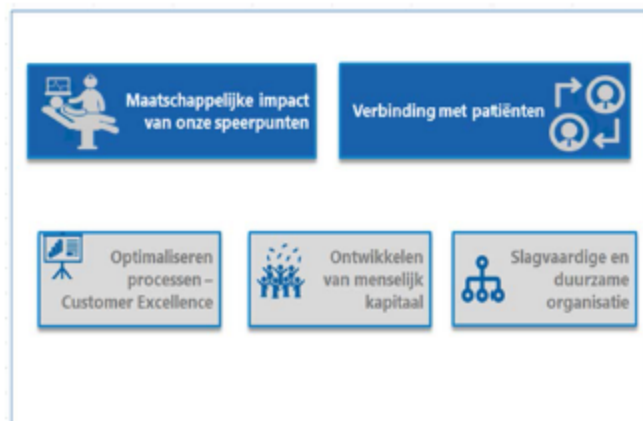 Maatschappelijke impact
van onze speerpunten
Verbinding met patiënten
Optimaliseren
processen –
Customer Excellence
Ontwikkelen
van menselijk
kapitaal
Slagvaardige en
duurzame
organisatie